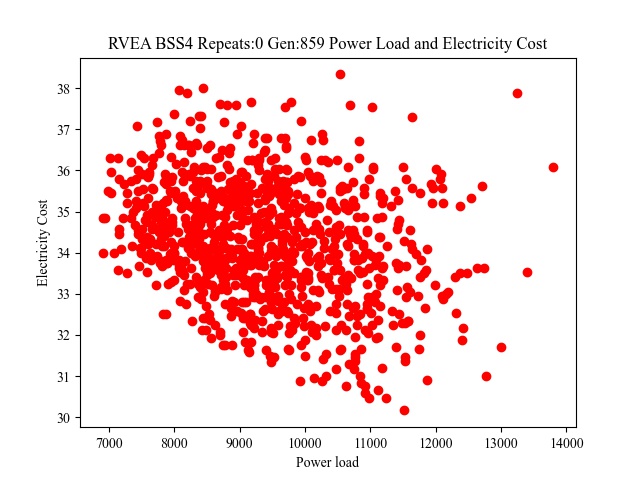 RVEA BSS4 Repeats:0 Gen:859 Power Load and Electricity Cost
38
37
36
35
34
33
32
31
30
Electricity Cost
7000 8000 9000 10000 11000 12000 13000 14000
Power load